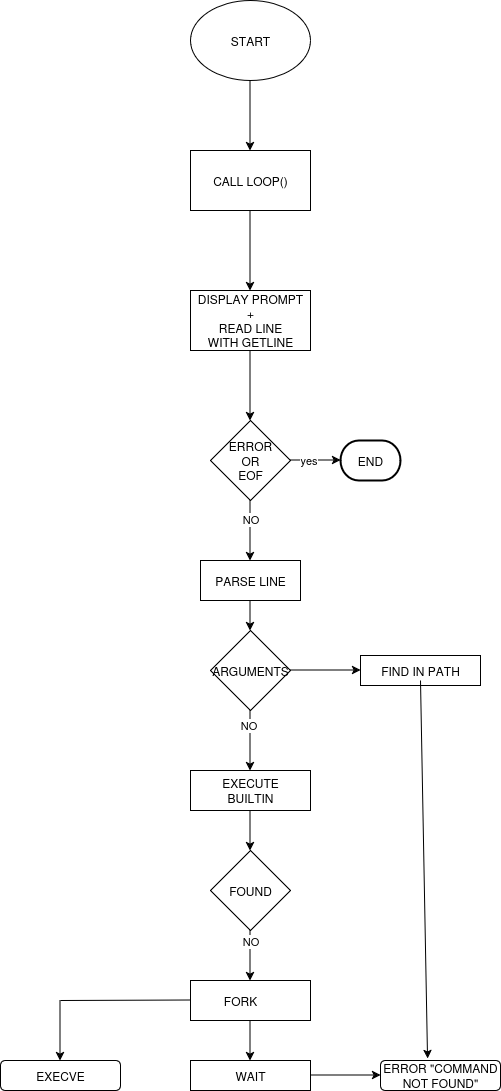 START
CALL LOOP()
DISPLAY PROMPT
+
READ LINE
WITH GETLINE
ERROR
OR
EOF
yes
END
NO
PARSE LINE
ARGUMENTS
FIND IN PATH
NO
EXECUTE
BUILTIN
FOUND
NO
FORK
EXECVE
WAIT
ERROR "COMMAND
NOT FOUND"